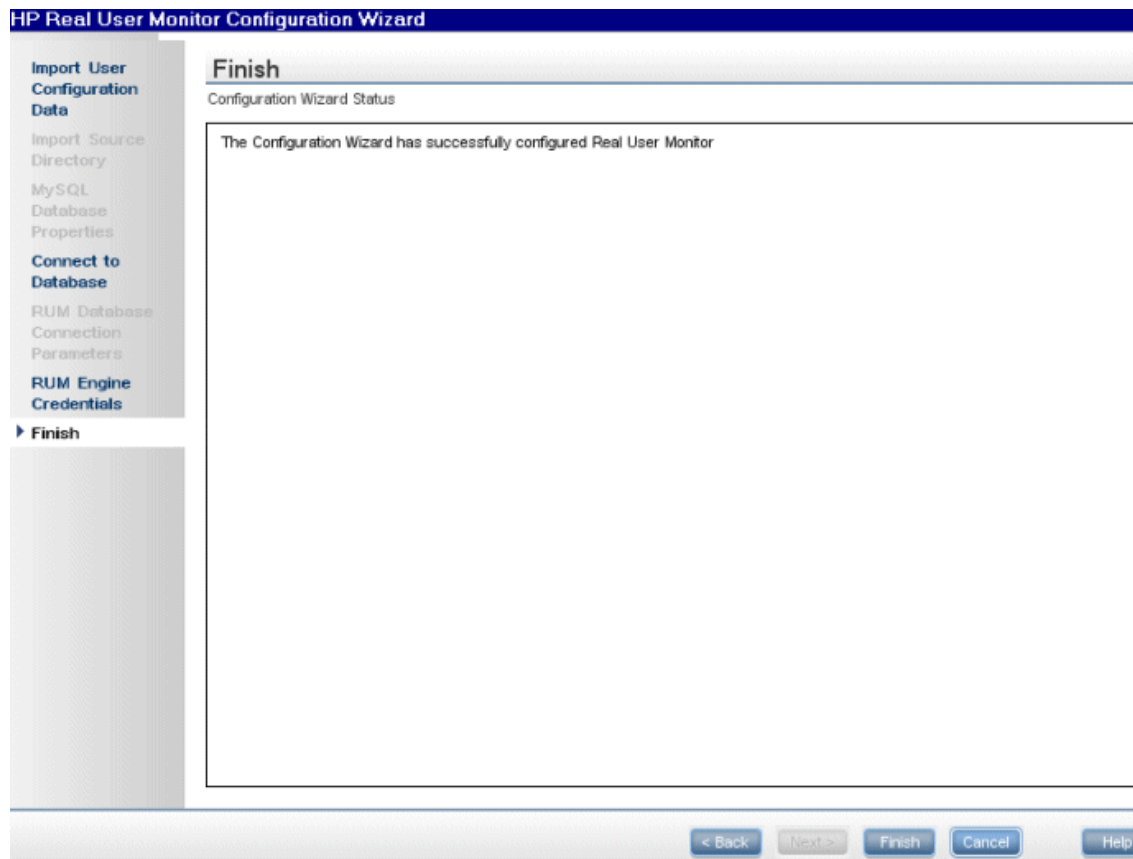 HP Real User Monitor Configuration Wizard
Import User
Configuration
Data
Import Source
Directory
MySQL
Database
Properties
Connect to
Database
RUM Database
Connection
Parameters
RUM Engine
Credentials
Finish
Finish
Configuration Wizard Status
The Configuration Wizard has successfully configured Real User Monitor
< Back
Next >
Finish
Cancel
Help